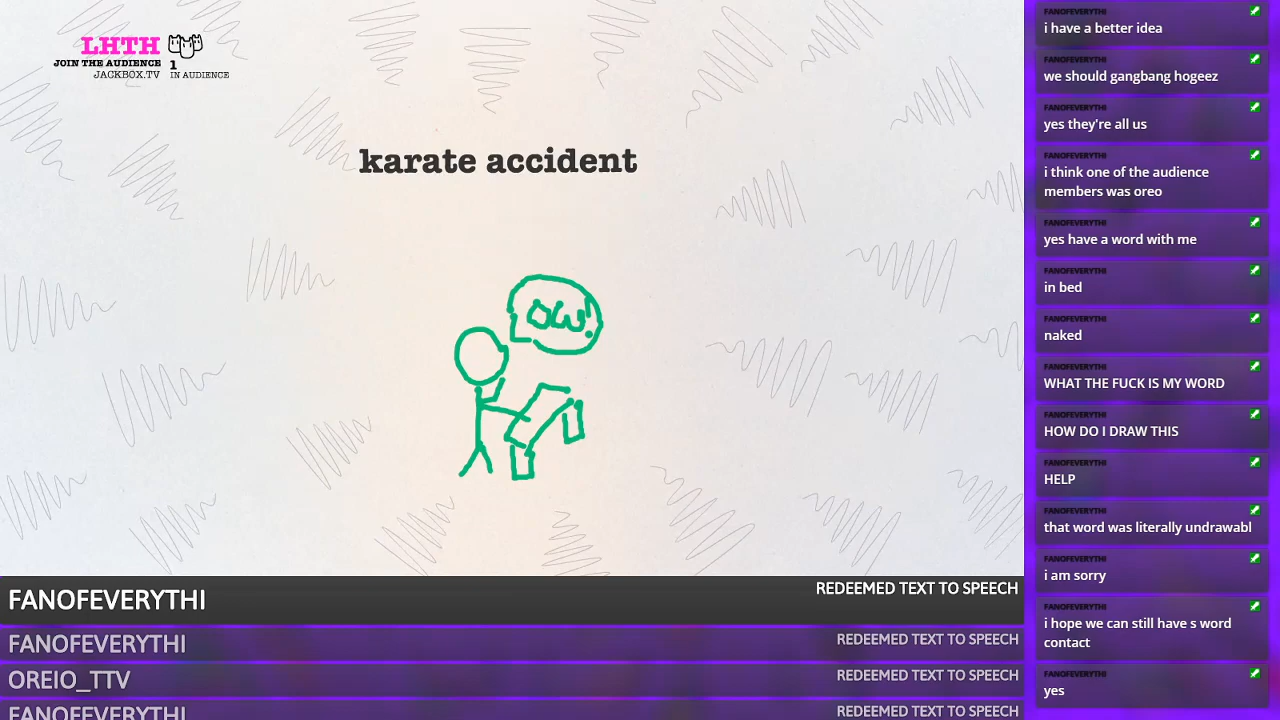 LHTH
JOIN THE AUDIENCE
JACKBOX.TV
1
IN AUDIENCE
karate accident
OW!
FANOFEVERYTHI
REDEEMED TEXT TO SPEECH
FANOFEVERYTHI
REDEEMED TEXT TO SPEECH
OREIO_TTV
REDEEMED TEXT TO SPEECH
FANOFEVERYTHI
REDEEMED TEXT TO SPEECH
FANOFEVERYTHI
i have a better idea
FANOFEVERYTHI
we should gangbang hogeez
FANOFEVERYTHI
yes they're all us
FANOFEVERYTHI
i think one of the audience
members was oreo
FANOFEVERYTHI
yes have a word with me
FANOFEVERYTHI
in bed
FANOFEVERYTHI
naked
FANOFEVERYTHI
WHAT THE FUCK IS MY WORD
FANOFEVERYTHI
HOW DO I DRAW THIS
FANOFEVERYTHI
HELP
FANOFEVERYTHI
that word was literally undrawabl
FANOFEVERYTHI
i am sorry
FANOFEVERYTHI
i hope we can still have s word
contact
FANOFEVERYTHI
yes